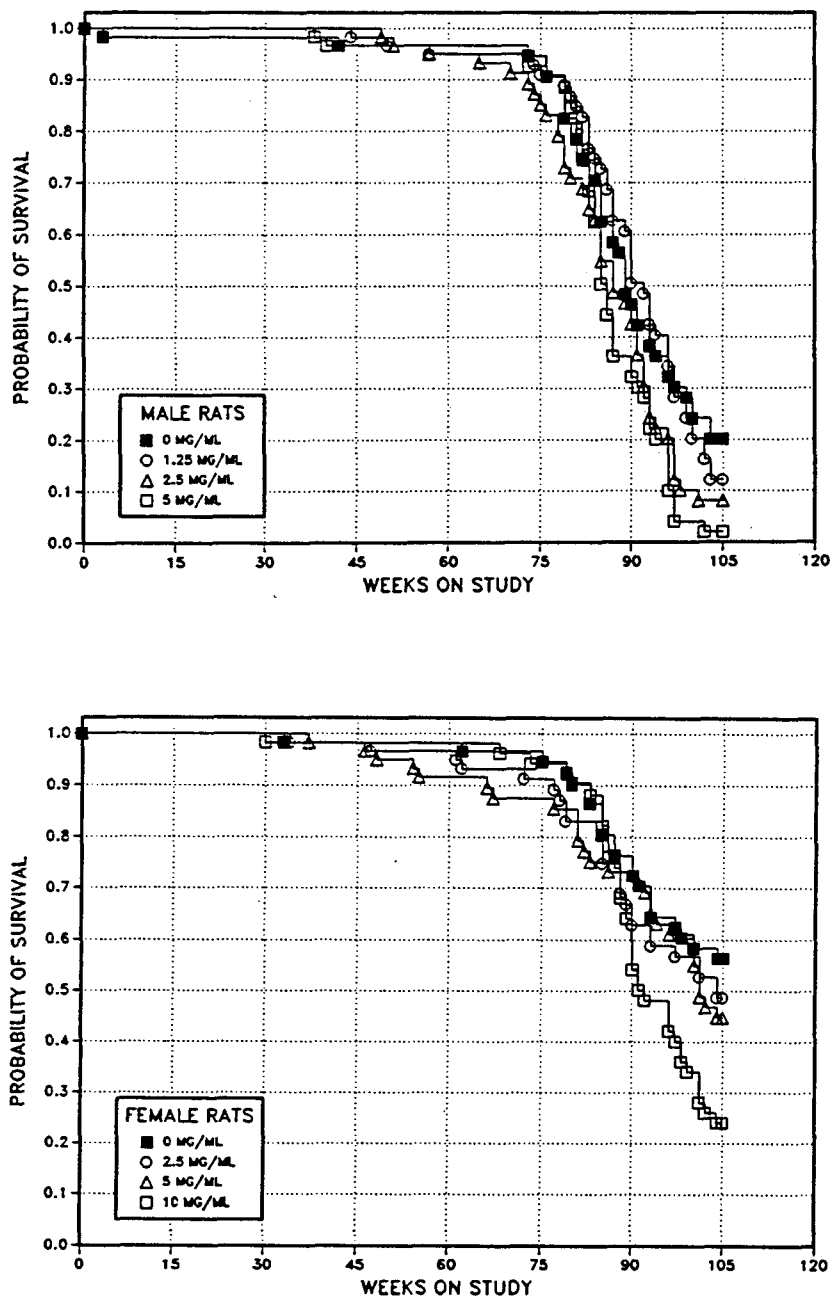 PROBABILITY OF SURVIVAL
1.0
0.9
0.8
0.7
0.6
0.5
0.4
0.3
0.2
0.1
0.0
MALE RATS
0 MG/ML
1.25 MG/ML
2.5 MG/ML
5 MG/ML
0 15 30 45 60 75 90 105 120
WEEKS ON STUDY
PROBABILITY OF SURVIVAL
1.0
0.9
0.8
0.7
0.6
0.5
0.4
0.3
0.2
0.1
0.0
FEMALE RATS
0 MG/ML
2.5 MG/ML
5 MG/ML
10 MG/ML
0 15 30 45 60 75 90 105 120
WEEKS ON STUDY